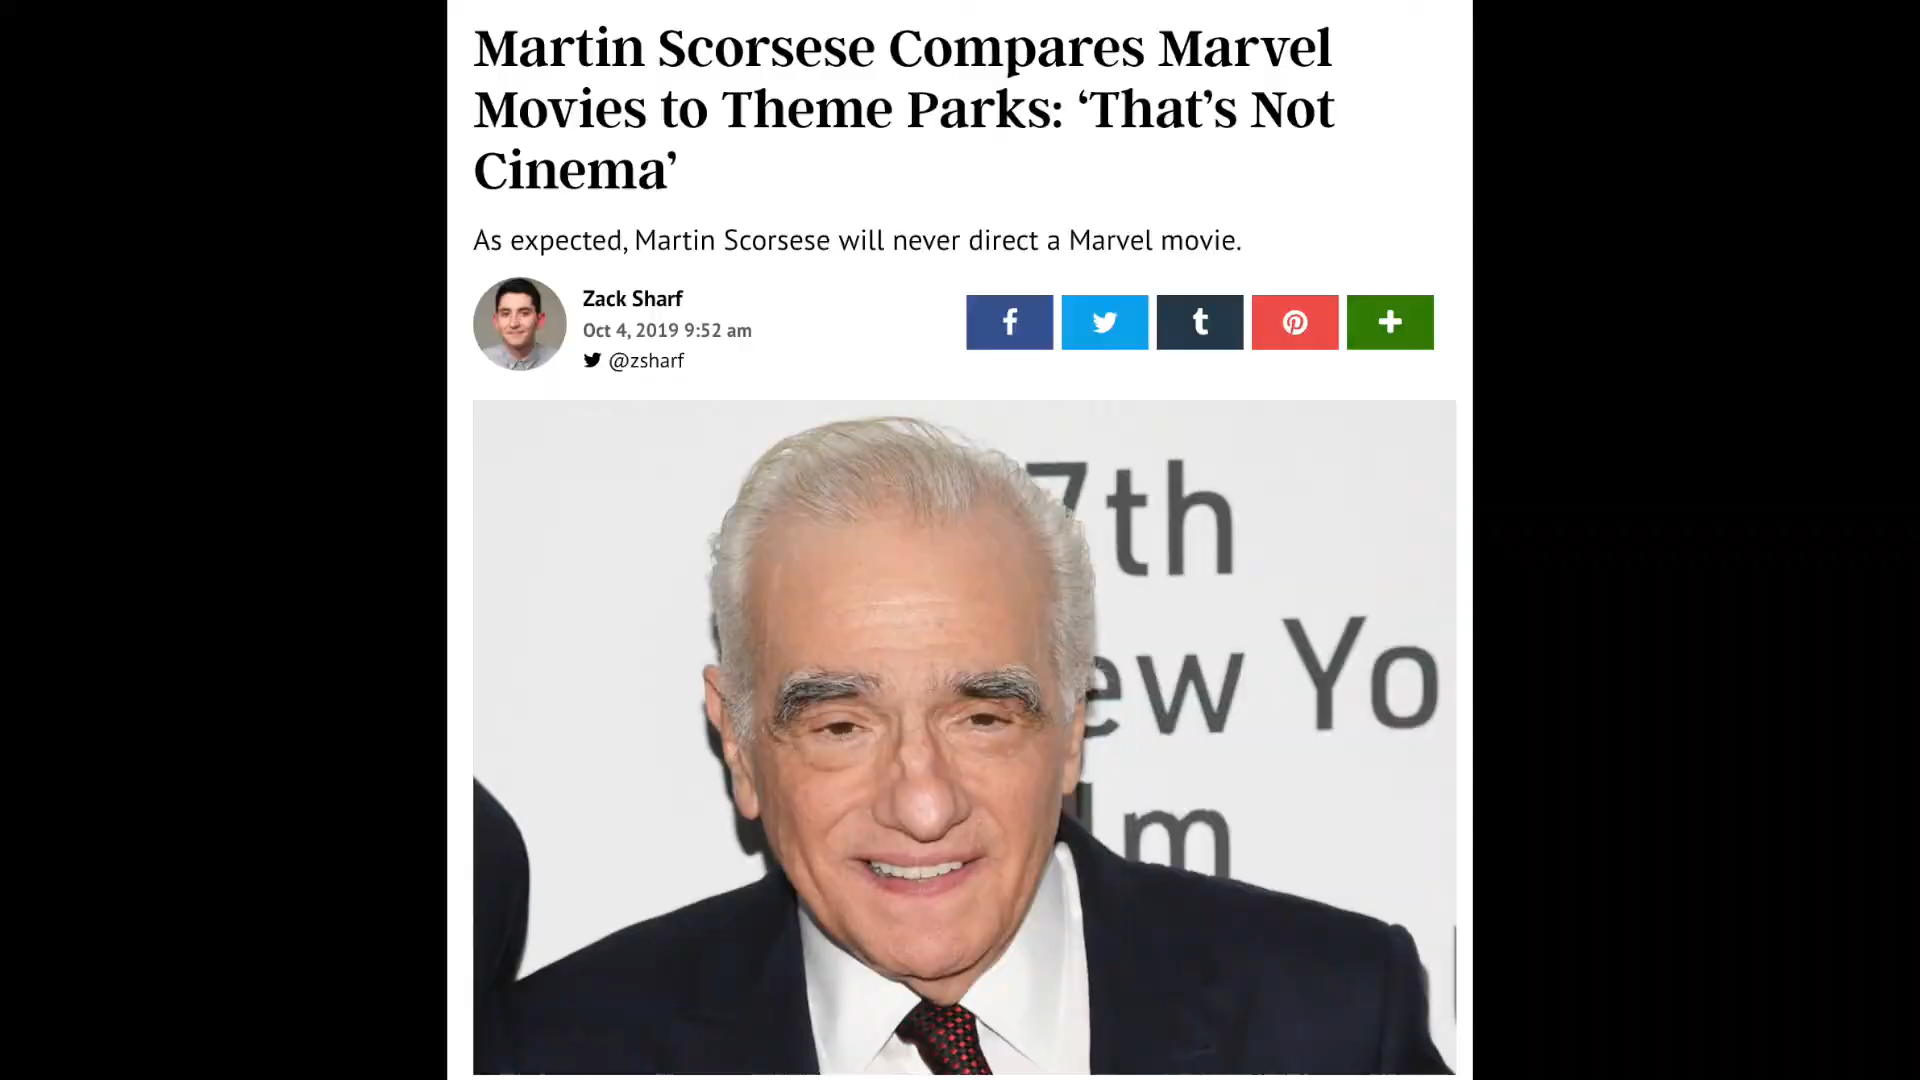 Martin Scorsese Compares Marvel
Movies to Theme Parks: ‘That’s Not
Cinema’
As expected, Martin Scorsese will never direct a Marvel movie.
Zack Sharf
Oct 4, 2019 9:52 am
@zsharf
f
t
+
7th
ew Yo
lm